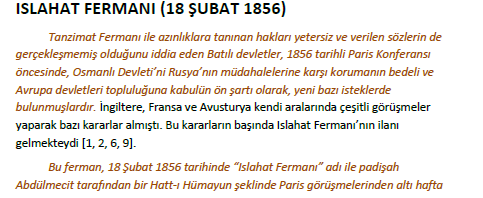 ISLAHAT FERMANI (18 ŞUBAT 1856)
Tanzimat Fermanı ile azınlıklara tanınan hakları yetersiz ve verilen sözlerin de
gerçekleşmemiş olduğunu iddia eden Batılı devletler, 1856 tarihli Paris Konferansı
öncesinde, Osmanlı Devleti’ni Rusya’nın müdahalelerine karşı korumanın bedeli ve
Avrupa devletleri topluluğuna kabulün ön şartı olarak, yeni bazı isteklerde
bulunmuşlardır. İngiltere, Fransa ve Avusturya kendi aralarında çeşitli görüşmeler
yaparak bazı kararlar almıştı. Bu kararların başında Islahat Fermanı’nın ilanı
gelmekteydi [1, 2, 6, 9].
Bu ferman, 18 Şubat 1856 tarihinde “Islahat Fermanı” adı ile padişah
Abdülmecit tarafından bir Hatt-ı Hümayun şeklinde Paris görüşmelerinden altı hafta